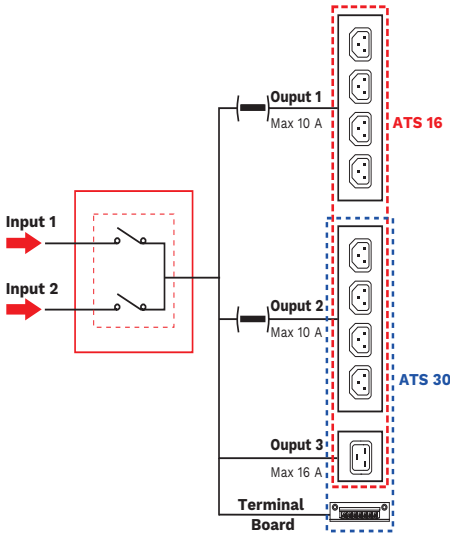 Ouput 1
Max 10 A
ATS 16
Input 1
Input 2
Ouput 2
Max 10 A
ATS 30
Ouput 3
Max 16 A
Terminal
Board